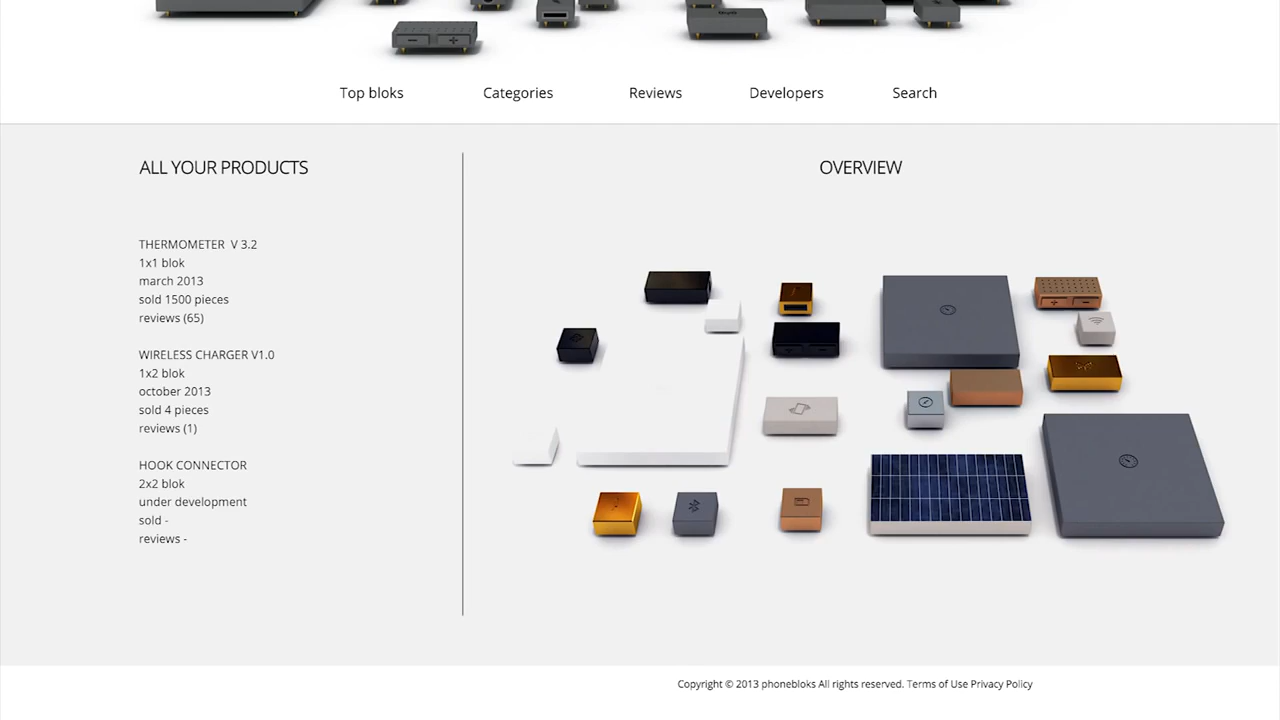 Top bloks Categories Reviews Developers Search
ALL YOUR PRODUCTS
THERMOMETER V 3.2
1x1 blok
march 2013
sold 1500 pieces
reviews (65)
WIRELESS CHARGER V1.0
1x2 blok
october 2013
sold 4 pieces
reviews (1)
HOOK CONNECTOR
2x2 blok
under development
sold -
reviews -
OVERVIEW
Copyright © 2013 phonebloks All rights reserved. Terms of Use Privacy Policy